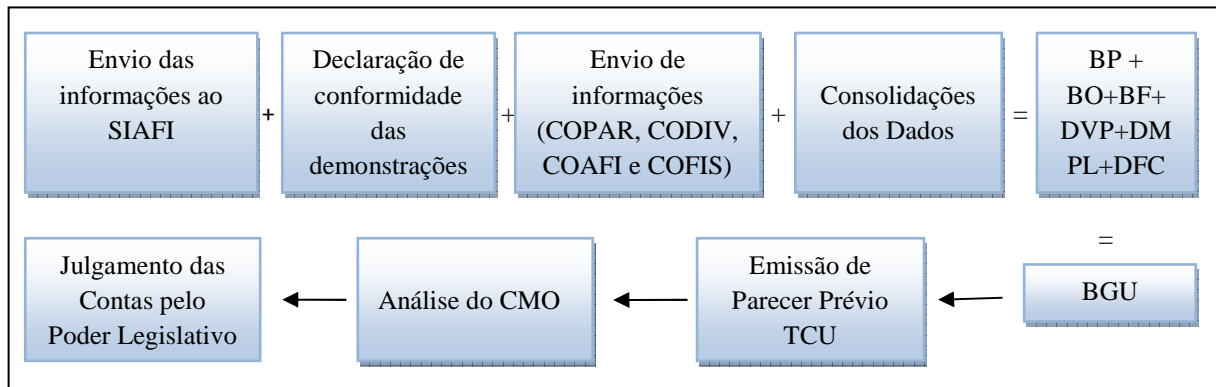 Envio das
informações ao
SIAFI
+
Declaração de
conformidade
das
demonstrações
+
Envio de
informações
(COPAR, CODIV,
COAFI e COFIS)
+
Consolidações
dos Dados
=
BP +
BO+BF+
DVP+DM
PL+DFC
=
BGU
Emissão de
Parecer Prévio
TCU
Análise do CMO
Julgamento das
Contas pelo
Poder Legislativo